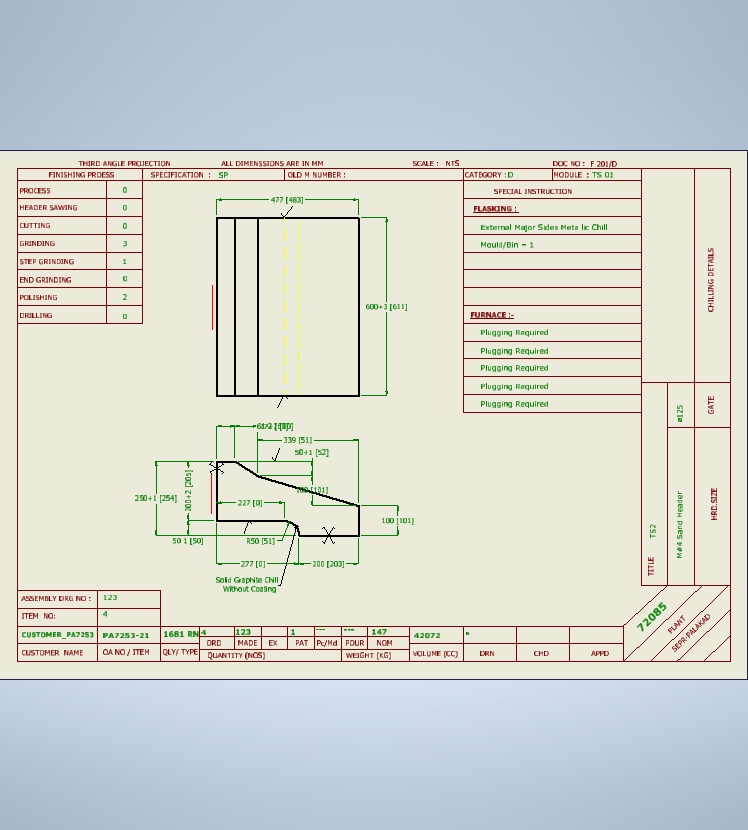 THIRD ANGLE PROJECTION ALL DIMENSSIONS ARE IN MM SCALE : NTS DOC NO : F 201/D
FINISHING PROESS SPECIFICATION : SP OLD M NUMBER : CATEGORY : D MODULE : TS 01
PROCESS 0
HEADER SAWING 0
CUTTING 0
GRINDING 3
STEP GRINDING 1
END GRINDING 0
POLISHING 2
DRILLING 0
477 [483]
600+3 [611]
SPECIAL INSTRUCTION
FLASKING :
External Major Sides Meta lic Chill
Mould/Bin = 1
FURNACE :-
Plugging Required
Plugging Required
Plugging Required
Plugging Required
Plugging Required
CHILLING DETAILS
GATE
ø125
HRD.SIZE
M#4 Sand Header
TITLE TS2
339 [51]
50+1 [52]
250+1 [254]
200+2 [205]
227 [0]
100 [101]
50 1 [50]
R50 [51]
277 [0]
200 [203]
Solid Graphite Chill
Without Coating
ASSEMBLY DRG NO : 123
ITEM NO: 4
CUSTOMER_PA7253 PA7253-21 1681 RN 4 123 1 --- --- 147 42072 *
ORD MADE EX PAT Pc/Md POUR NOM
CUSTOMER NAME OA NO / ITEM QLY/ TYPE QUANTITY (NOS) WEIGHT (KG) VOLUME (CC) DRN CHD APPD
72085
PLANT
SEPR-PALAKAD